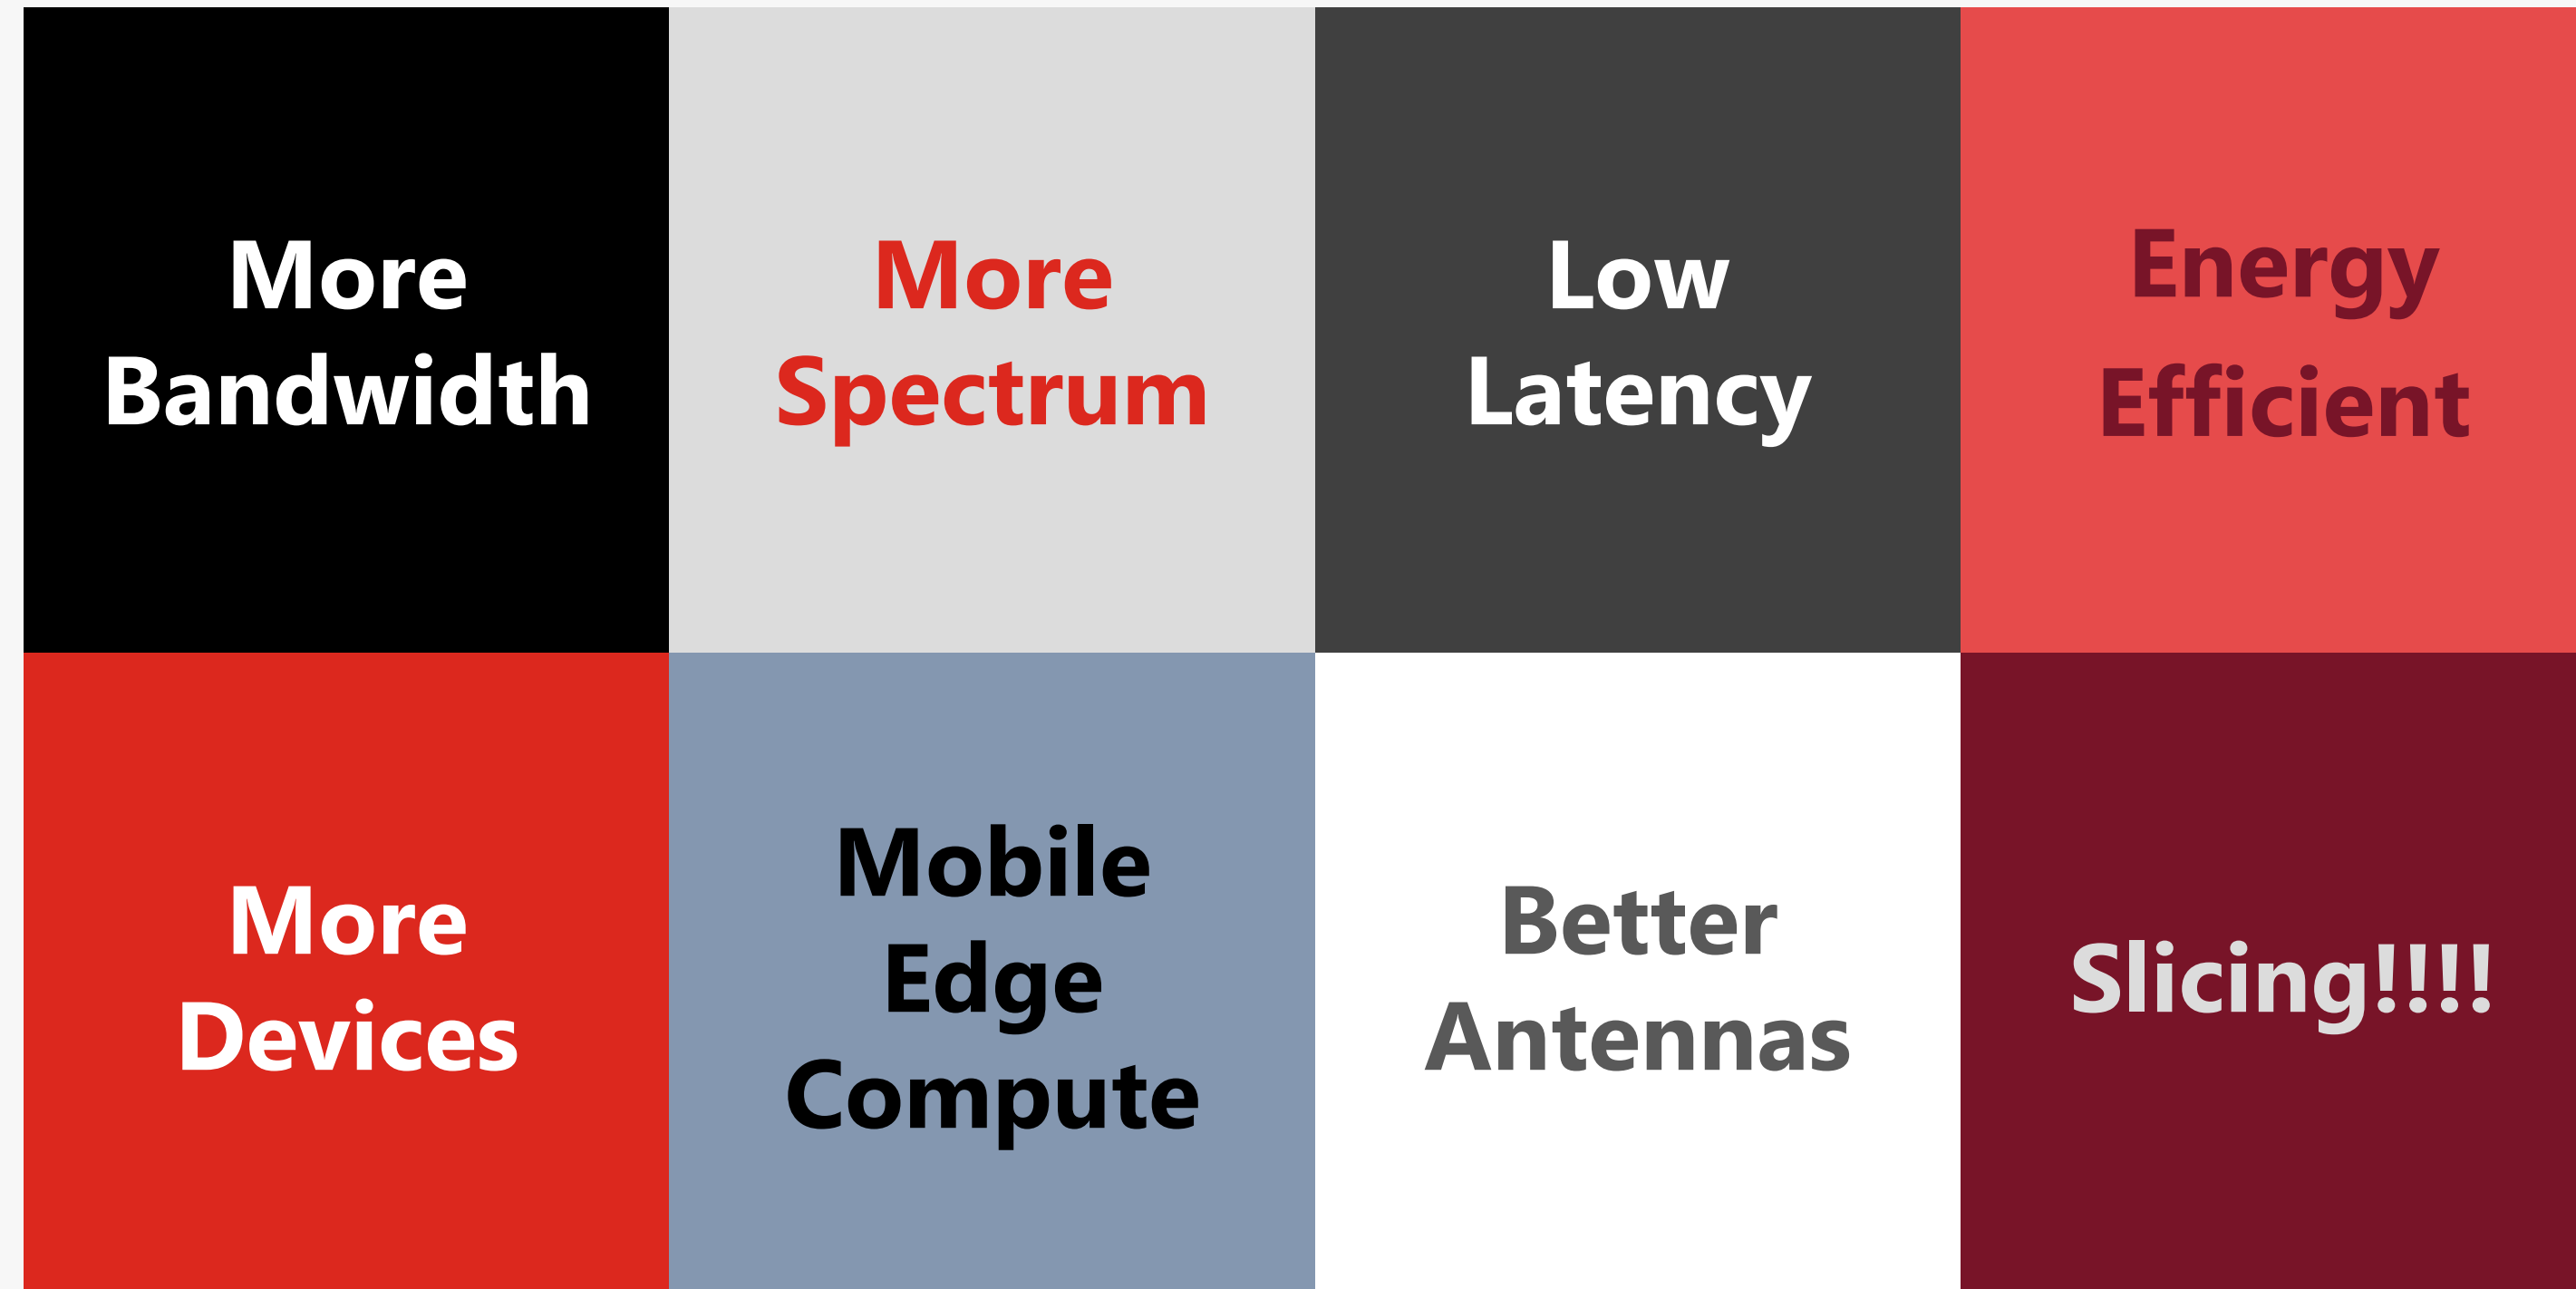 More
Bandwidth
More
Spectrum
Low
Latency
Energy
Efficient
More
Devices
Mobile
Edge
Compute
Better
Antennas
Slicing!!!!